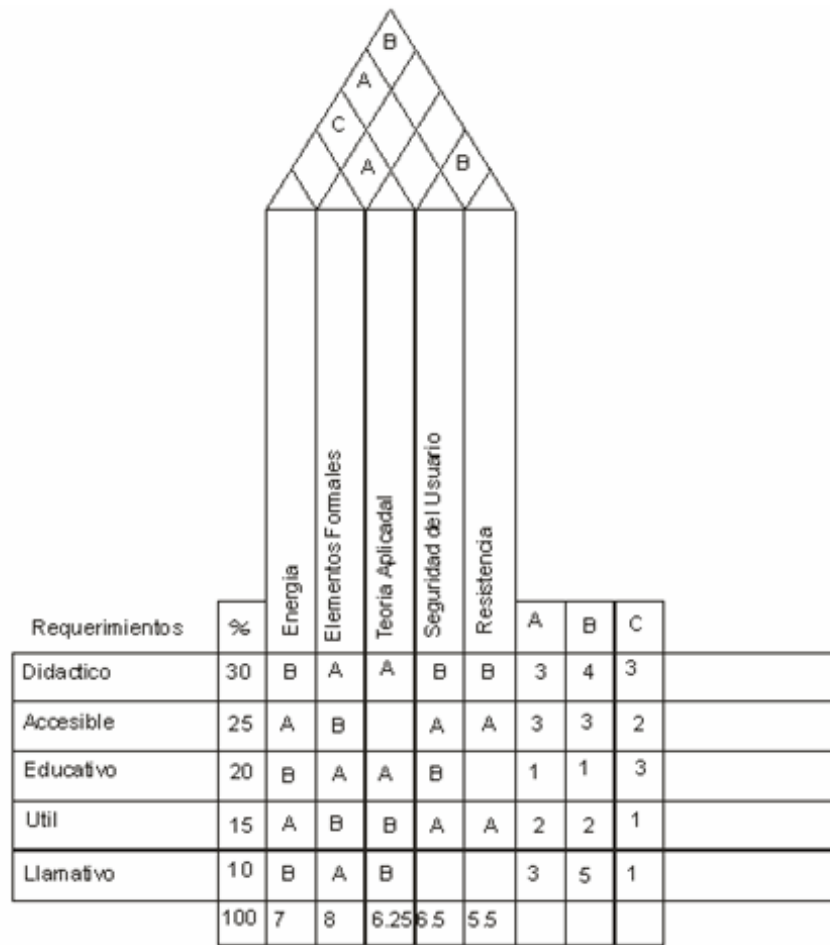 B
A
C
A B
Energia
Elementos Formales
Teoria Aplicadal
Seguridad del Usuario
Resistencia
Requerimientos % A B C
Didactico 30 B A A B B 3 4 3
Accesible 25 A B A A 3 3 2
Educativo 20 B A A B 1 1 3
Util 15 A B B A A 2 2 1
Llamativo 10 B A B 3 5 1
100 7 8 6.25 6.5 5.5